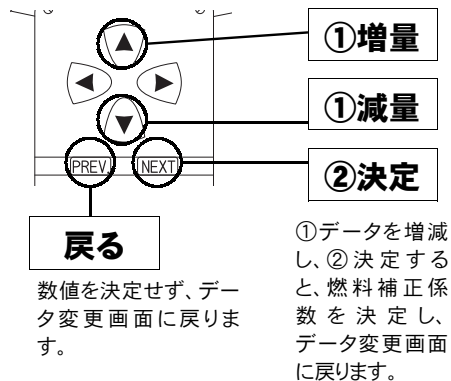 ①増量
①減量
PREV. NEXT
②決定
戻る
数値を決定せず、デー
タ変更画面に戻りま
す。
①データを増減
し、②決定する
と、燃料補正係
数を決定し、
データ変更画面
に戻ります。